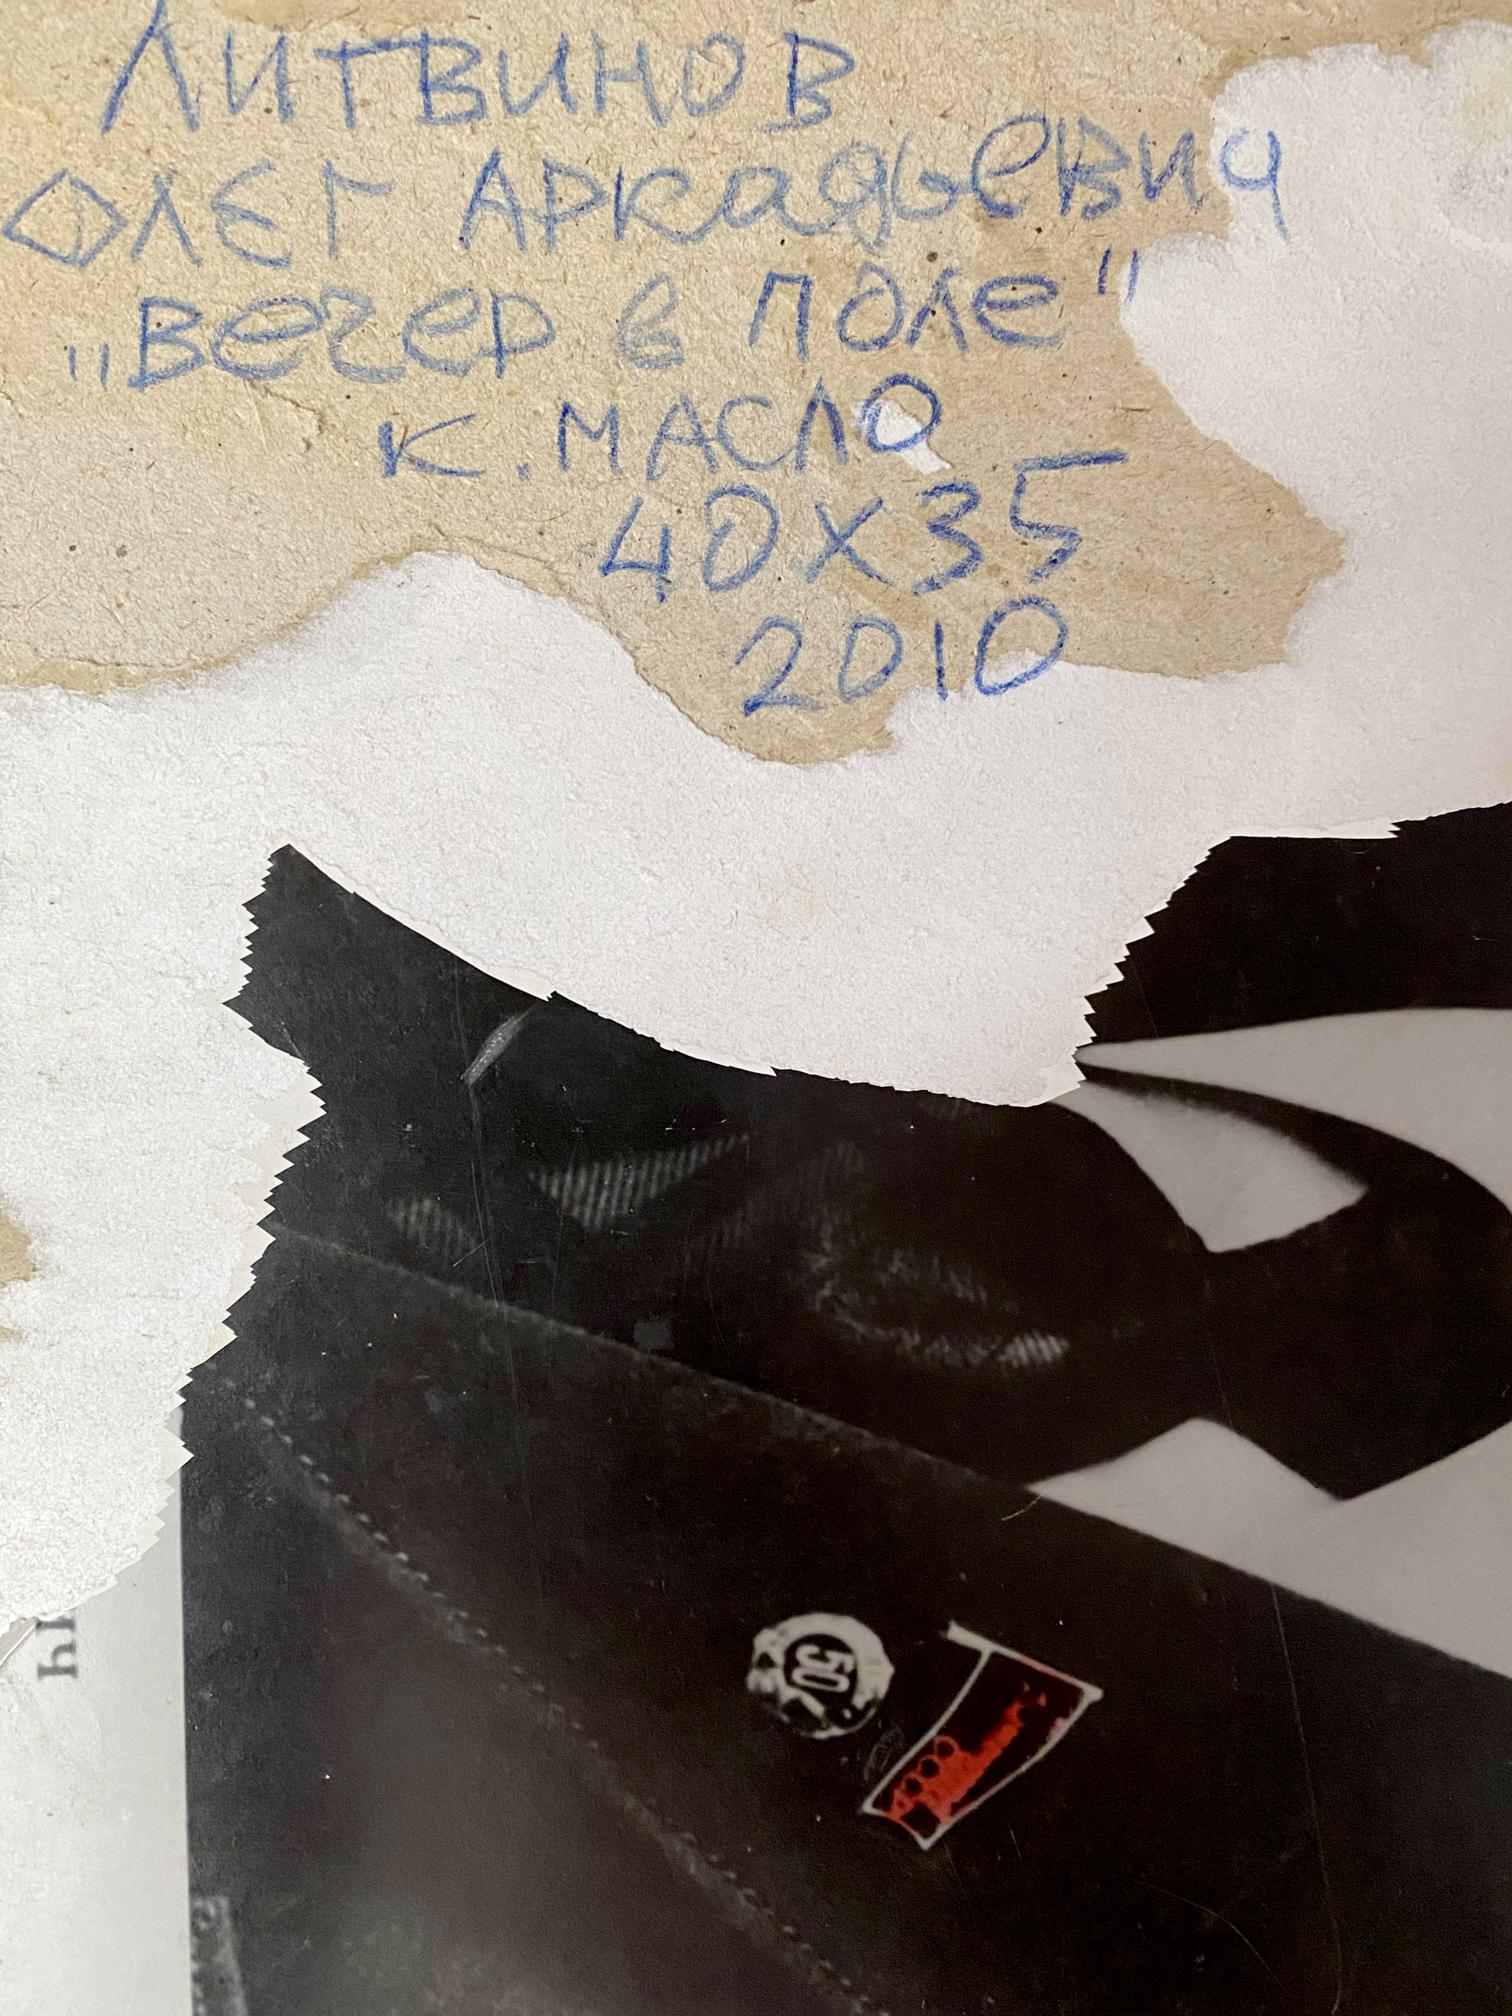 ЛИТВИНОВ
ОЛЕГ АРКАдьевич
"Вечер в поле"
К. МАСЛО
40х35
2010
50